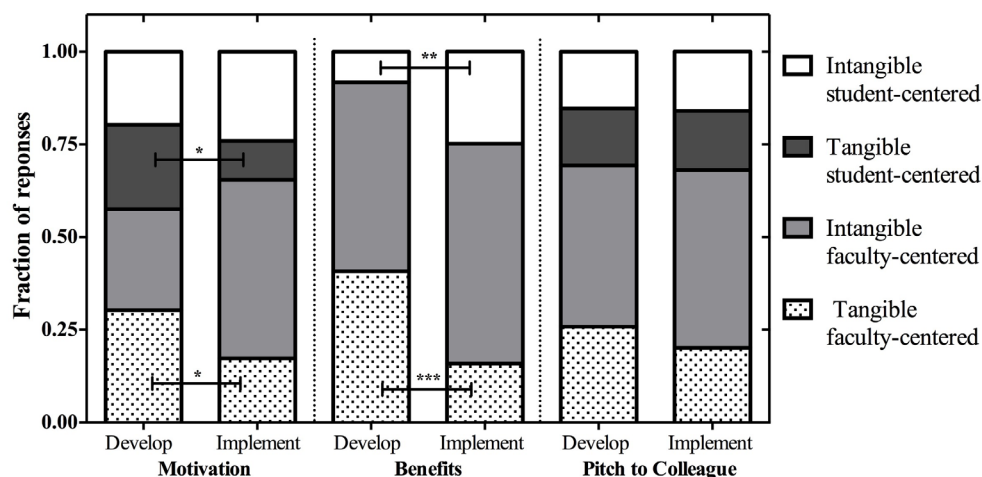 Fraction of reponses
1.00
0.75
0.50
0.25
0.00
*
*
**
***
Develop
Implement
Develop
Implement
Develop
Implement
Motivation
Benefits
Pitch to Colleague
Intangible
student-centered
Tangible
student-centered
Intangible
faculty-centered
Tangible
faculty-centered